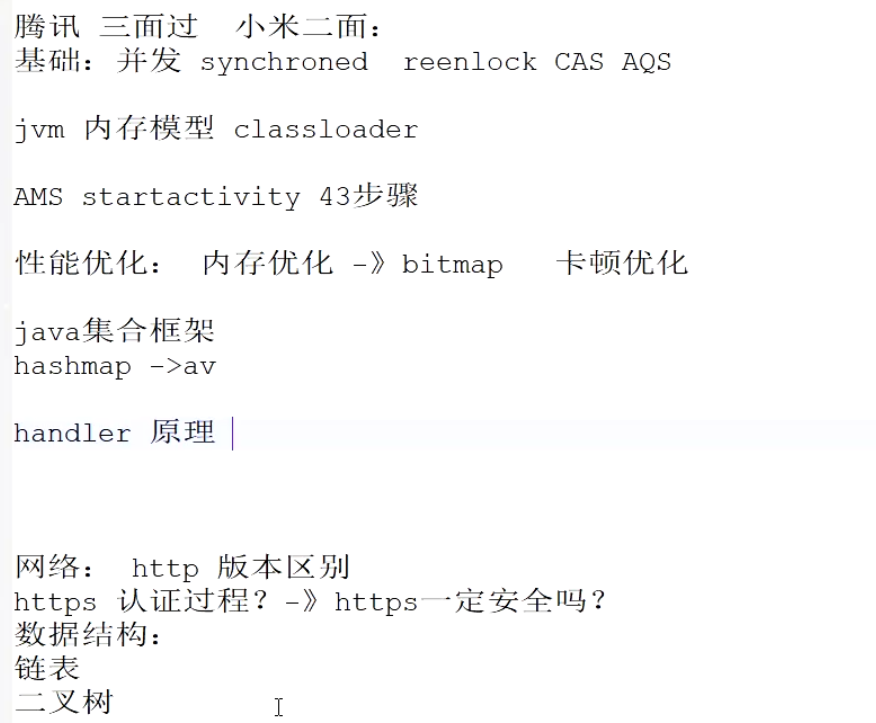 腾讯 三面过 小米二面：
基础：并发 synchroned reenlock CAS AQS
jvm 内存模型 classloader
AMS startactivity 43步骤
性能优化： 内存优化 -》bitmap 卡顿优化
java集合框架
hashmap ->av
handler 原理
网络： http 版本区别
https 认证过程？-》https一定安全吗？
数据结构：
链表
二叉树